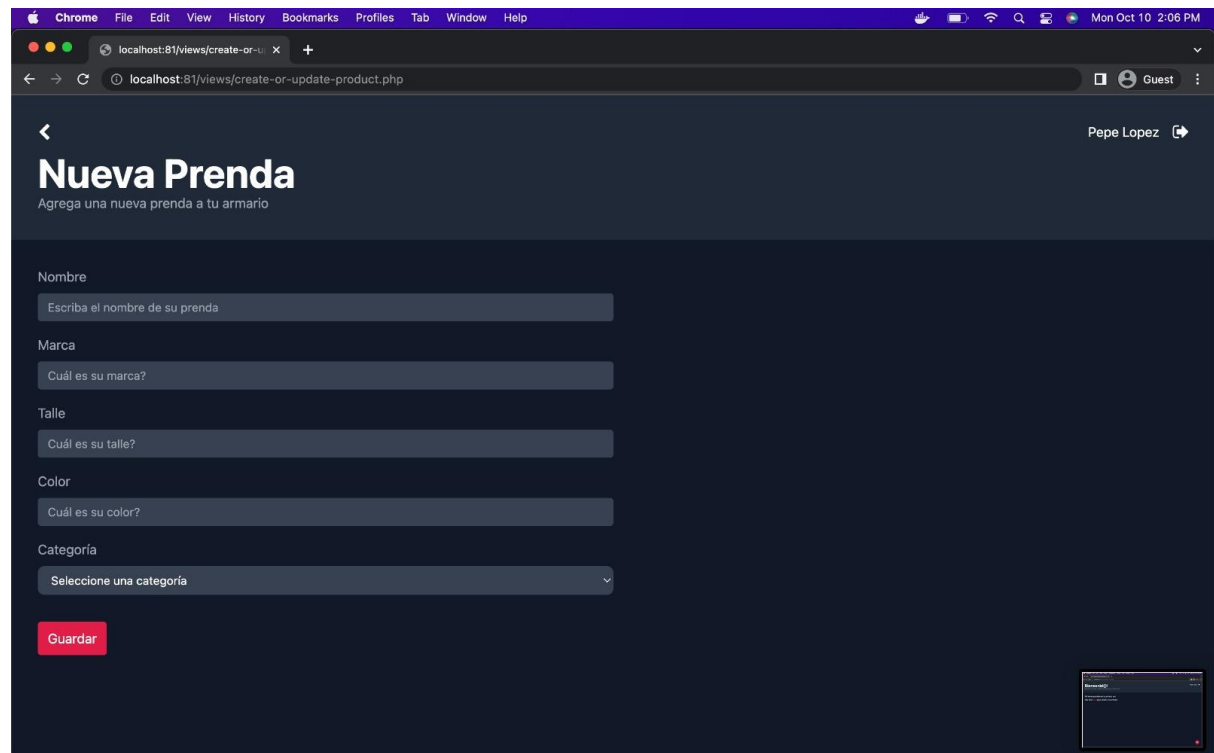 Chrome File Edit View History Bookmarks Profiles Tab Window Help Mon Oct 10 2:06 PM
localhost:81/views/create-or-u
localhost:81/views/create-or-update-product.php Guest
Pepe Lopez
Nueva Prenda
Agrega una nueva prenda a tu armario
Nombre
Escriba el nombre de su prenda
Marca
Cuál es su marca?
Talle
Cuál es su talle?
Color
Cuál es su color?
Categoría
Seleccione una categoría
Guardar